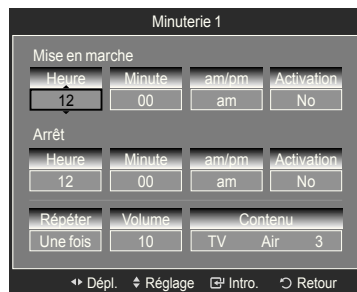 Minuterie 1
Mise en marche
Heure Minute am/pm Activation
12 00 am No
Arrêt
Heure Minute am/pm Activation
12 00 am No
Répéter Volume Contenu
Une fois 10 TV Air 3
Dépl. Réglage Intro. Retour